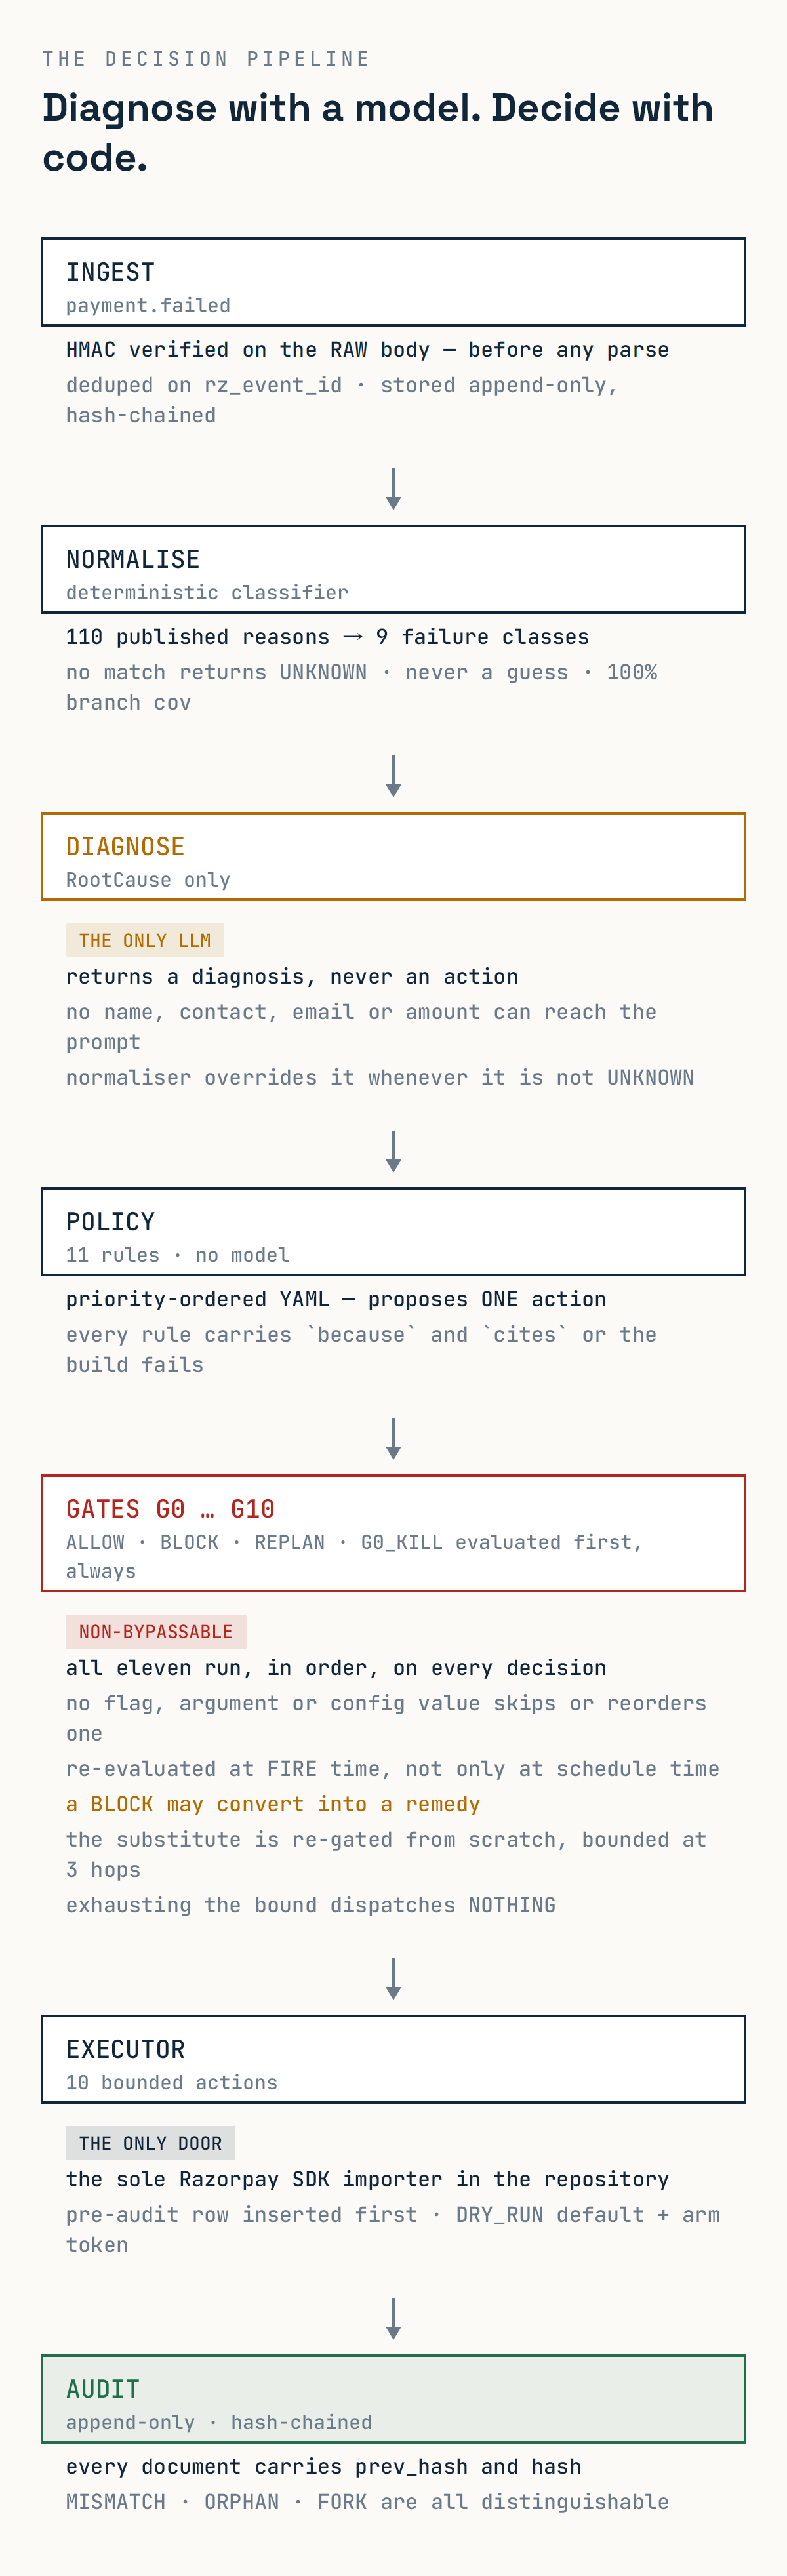 THE DECISION PIPELINE
Diagnose with a model. Decide with
code.
INGEST
payment.failed
HMAC verified on the RAW body — before any parse
deduped on rz_event_id · stored append-only,
hash-chained
NORMALISE
deterministic classifier
110 published reasons → 9 failure classes
no match returns UNKNOWN · never a guess · 100%
branch cov
DIAGNOSE
RootCause only
THE ONLY LLM
returns a diagnosis, never an action
no name, contact, email or amount can reach the
prompt
normaliser overrides it whenever it is not UNKNOWN
POLICY
11 rules · no model
priority-ordered YAML — proposes ONE action
every rule carries `because` and `cites` or the
build fails
GATES G0 … G10
ALLOW · BLOCK · REPLAN · G0_KILL evaluated first,
always
NON-BYPASSABLE
all eleven run, in order, on every decision
no flag, argument or config value skips or reorders
one
re-evaluated at FIRE time, not only at schedule time
a BLOCK may convert into a remedy
the substitute is re-gated from scratch, bounded at
3 hops
exhausting the bound dispatches NOTHING
EXECUTOR
10 bounded actions
THE ONLY DOOR
the sole Razorpay SDK importer in the repository
pre-audit row inserted first · DRY_RUN default + arm
token
AUDIT
append-only · hash-chained
every document carries prev_hash and hash
MISMATCH · ORPHAN · FORK are all distinguishable